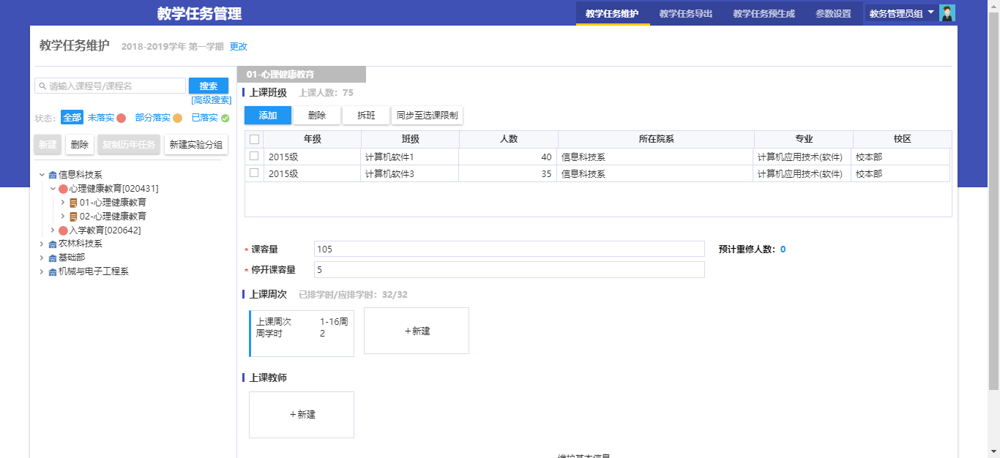 教学任务管理
教学任务维护 教学任务导出 教学任务预生成 参数设置 教务管理员组
教学任务维护 2018-2019学年 第一学期 更改
请输入课程号/课程名 搜索
[高级搜索]
状态： 全部 未落实 部分落实 已落实
新建 删除 复制历年任务 新建实验分组
信息科技系
心理健康教育[020431]
01-心理健康教育
02-心理健康教育
入学教育[020642]
农林科技系
基础部
机械与电子工程系
01-心理健康教育
上课班级 上课人数：75
添加 删除 拆班 同步至选课限制
年级 班级 人数 所在院系 专业 校区
2015级 计算机软件1 40 信息科技系 计算机应用技术(软件) 校本部
2015级 计算机软件3 35 信息科技系 计算机应用技术(软件) 校本部
* 课容量 105 预计重修人数：0
* 停开课容量 5
上课周次 已排学时/应排学时：32/32
上课周次 1-16周
周学时 2
+新建
上课教师
+新建
维护基本信息